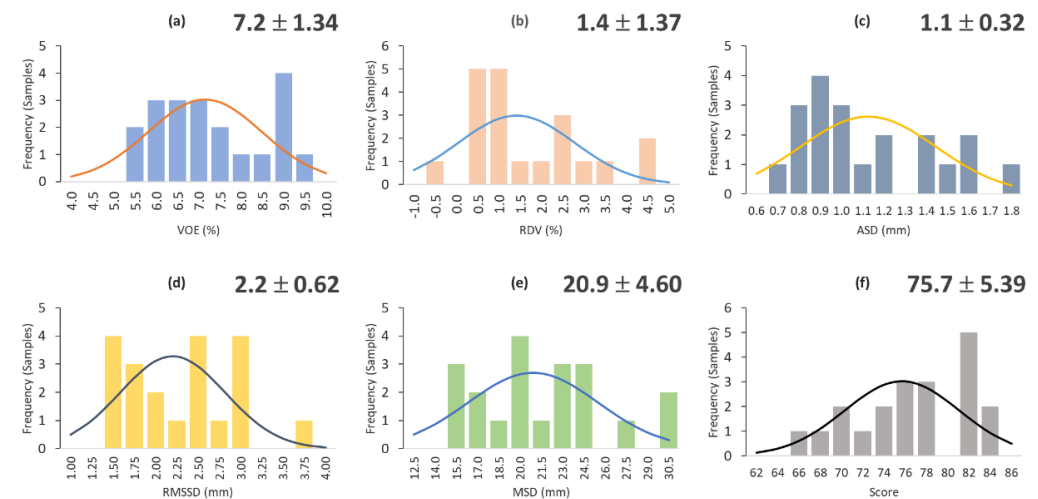 (a) 7.2 ± 1.34
5
4
3
2
1
0
Frequency (Samples)
4.0 4.5 5.0 5.5 6.0 6.5 7.0 7.5 8.0 8.5 9.0 9.5 10.0
VOE (%)
(b) 1.4 ± 1.37
6
5
4
3
2
1
0
Frequency (Samples)
-1.0 -0.5 0.0 0.5 1.0 1.5 2.0 2.5 3.0 3.5 4.0 4.5 5.0
RDV (%)
(c) 1.1 ± 0.32
5
4
3
2
1
0
Frequency (Samples)
0.6 0.7 0.8 0.9 1.0 1.1 1.2 1.3 1.4 1.5 1.6 1.7 1.8
ASD (mm)
(d) 2.2 ± 0.62
5
4
3
2
1
0
Frequency (Samples)
1.00 1.25 1.50 1.75 2.00 2.25 2.50 2.75 3.00 3.25 3.50 3.75 4.00
RMSSD (mm)
(e) 20.9 ± 4.60
5
4
3
2
1
0
Frequency (Samples)
12.5 14.0 15.5 17.0 18.5 20.0 21.5 23.0 24.5 26.0 27.5 29.0 30.5
MSD (mm)
(f) 75.7 ± 5.39
6
5
4
3
2
1
0
Frequency (Samples)
62 64 66 68 70 72 74 76 78 80 82 84 86
Score